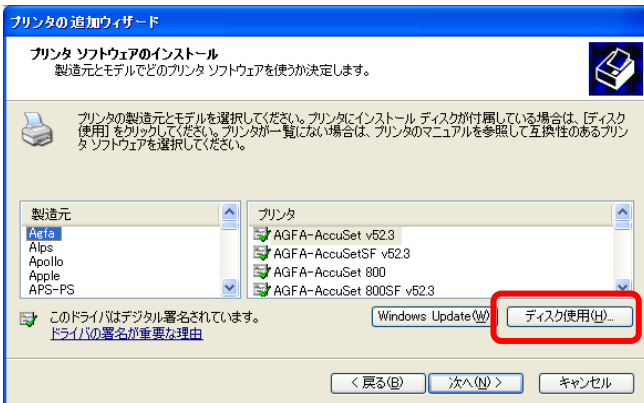 プリンタの追加ウィザード
プリンタ ソフトウェアのインストール
製造元とモデルでどのプリンタ ソフトウェアを使うか決定します。
プリンタの製造元とモデルを選択してください。プリンタにインストール ディスクが付属している場合は、[ディスク
使用] をクリックしてください。プリンタが一覧にない場合は、プリンタのマニュアルを参照して互換性のあるプリン
タ ソフトウェアを選択してください。
製造元
Agfa
Alps
Apollo
Apple
APS-PS
プリンタ
AGFA-AccuSet v52.3
AGFA-AccuSetSF v52.3
AGFA-AccuSet 800
AGFA-AccuSet 800SF v52.3
このドライバはデジタル署名されています。
ドライバの署名が重要な理由
Windows Update(W)
ディスク使用(H)...
< 戻る(B)
次へ(N) >
キャンセル